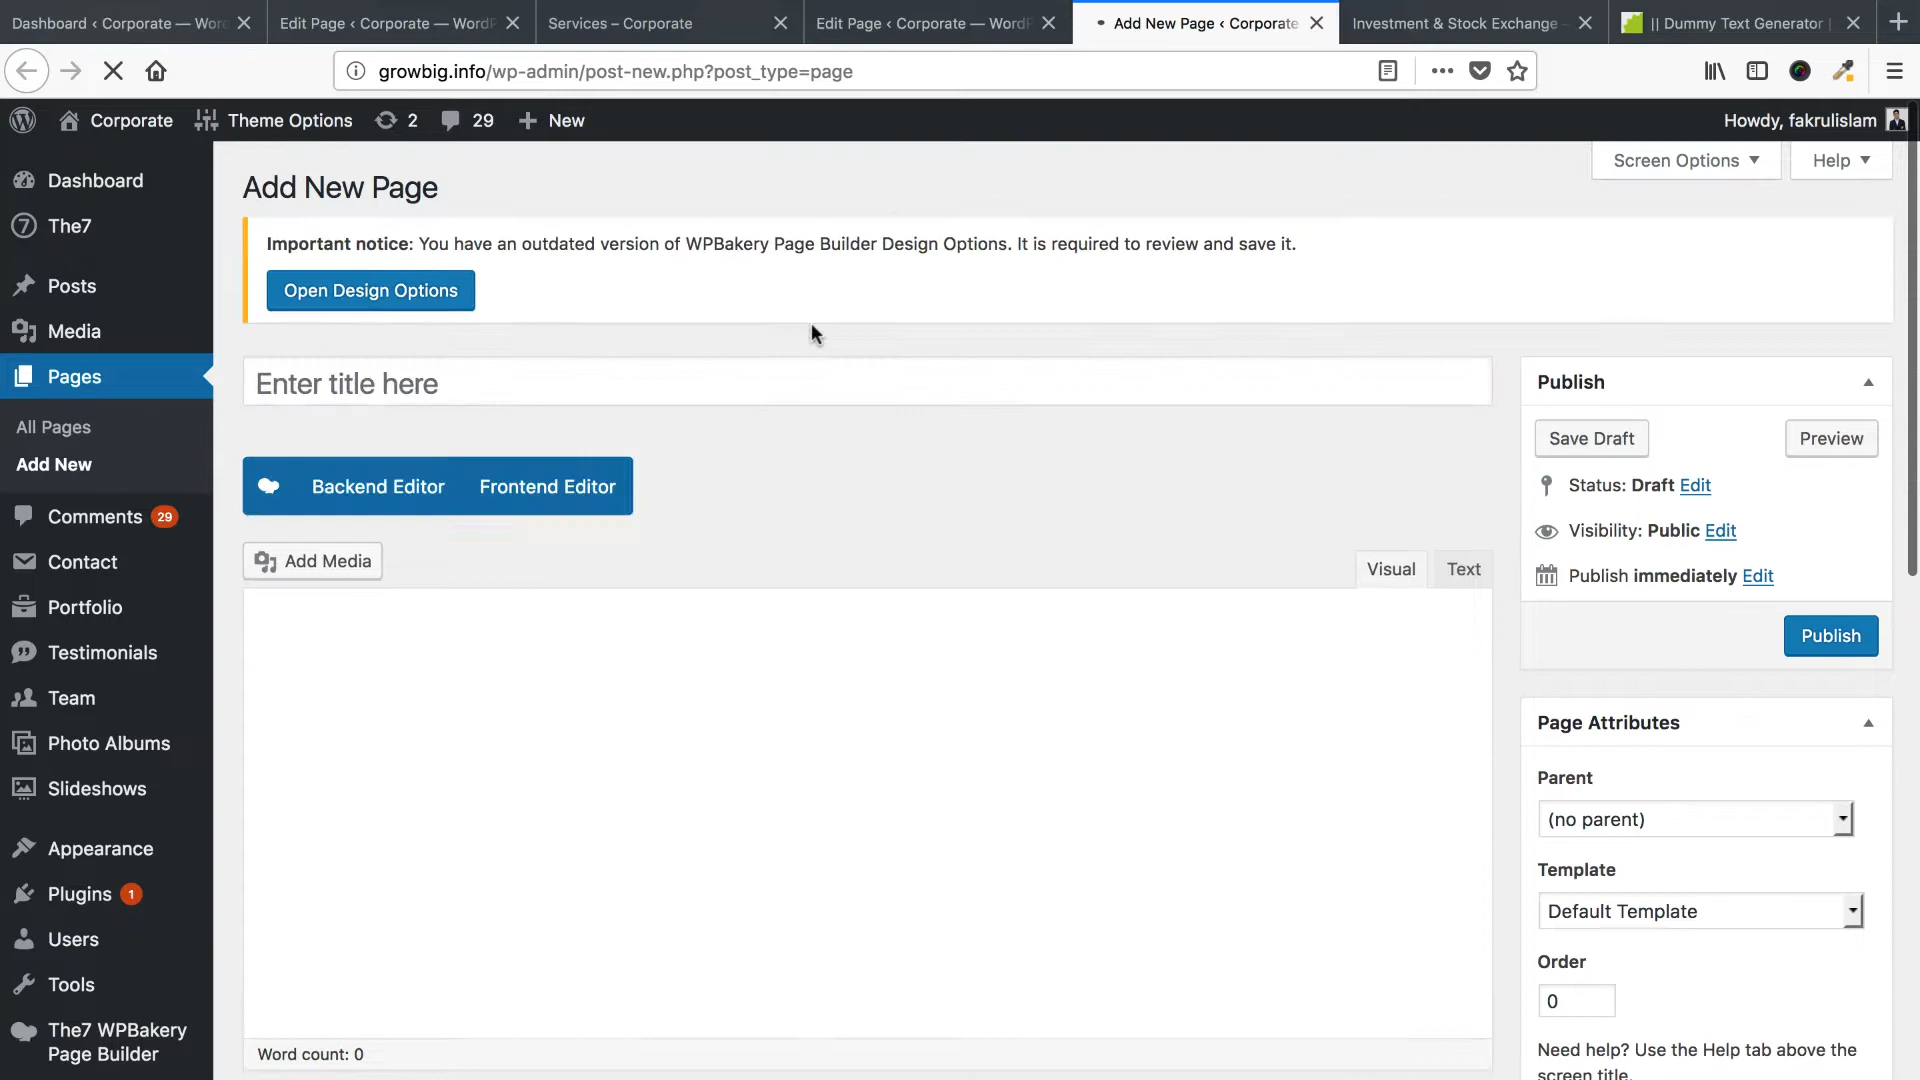 Dashboard ‹ Corporate — Wor
Edit Page ‹ Corporate — WordP
Services – Corporate
Edit Page ‹ Corporate — WordP
Add New Page ‹ Corporate
Investment & Stock Exchange
|| Dummy Text Generator |
growbig.info/wp-admin/post-new.php?post_type=page
Corporate
Theme Options
2
29
New
Howdy, fakrulislam
Screen Options
Help
Dashboard
The7
Posts
Media
Pages
All Pages
Add New
Comments 29
Contact
Portfolio
Testimonials
Team
Photo Albums
Slideshows
Appearance
Plugins 1
Users
Tools
The7 WPBakery
Page Builder
Add New Page
Important notice: You have an outdated version of WPBakery Page Builder Design Options. It is required to review and save it.
Open Design Options
Enter title here
Backend Editor
Frontend Editor
Add Media
Visual
Text
Word count: 0
Publish
Save Draft
Preview
Status: Draft Edit
Visibility: Public Edit
Publish immediately Edit
Publish
Page Attributes
Parent
(no parent)
Template
Default Template
Order
0
Need help? Use the Help tab above the
screen title.